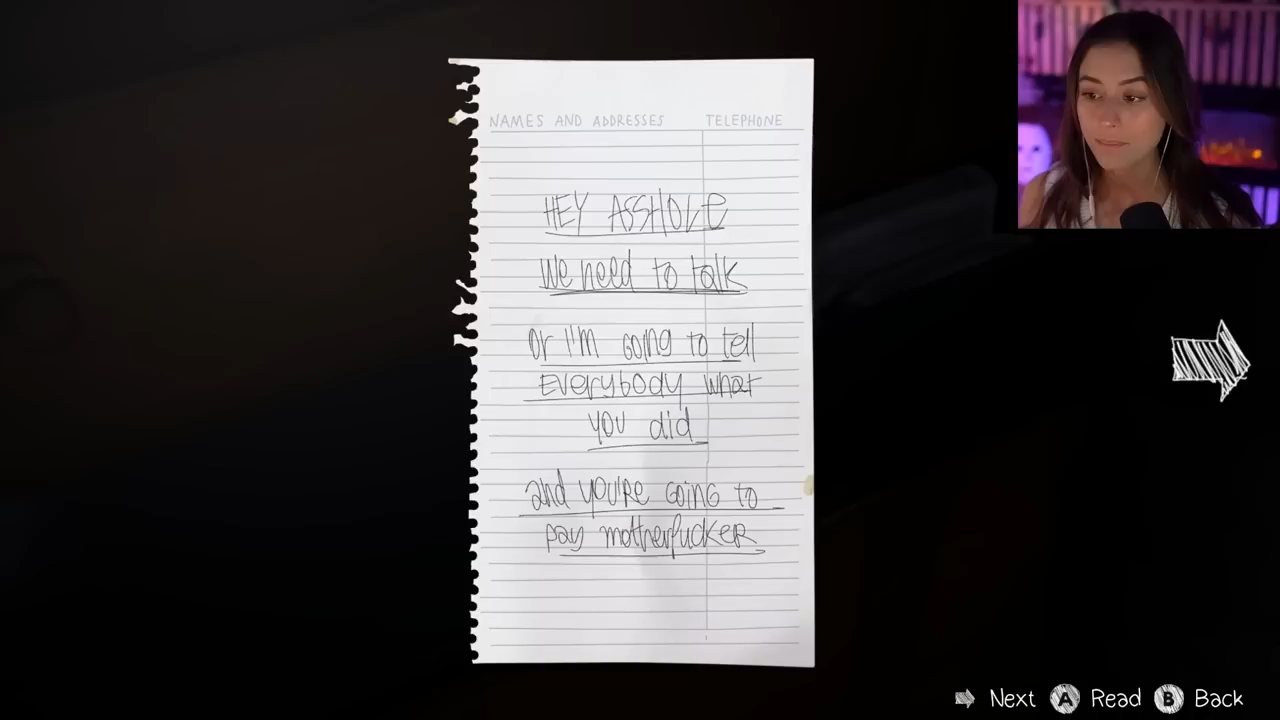 NAMES AND ADDRESSES TELEPHONE
HEY ASSHOLE
We need to talk
Or I'm going to tell
Everybody what
you did
and you're going to
pay motherfucker
Next A Read B Back